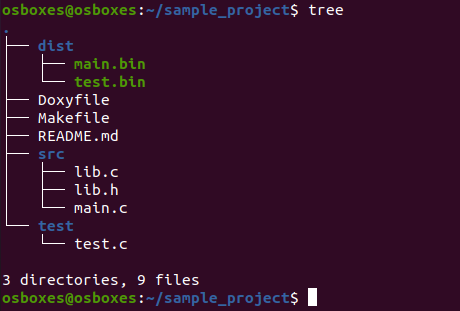 osboxes@osboxes:~/sample_project$ tree
.
├── dist
│   ├── main.bin
│   └── test.bin
├── Doxyfile
├── Makefile
├── README.md
├── src
│   ├── lib.c
│   ├── lib.h
│   └── main.c
└── test
    └── test.c

3 directories, 9 files
osboxes@osboxes:~/sample_project$